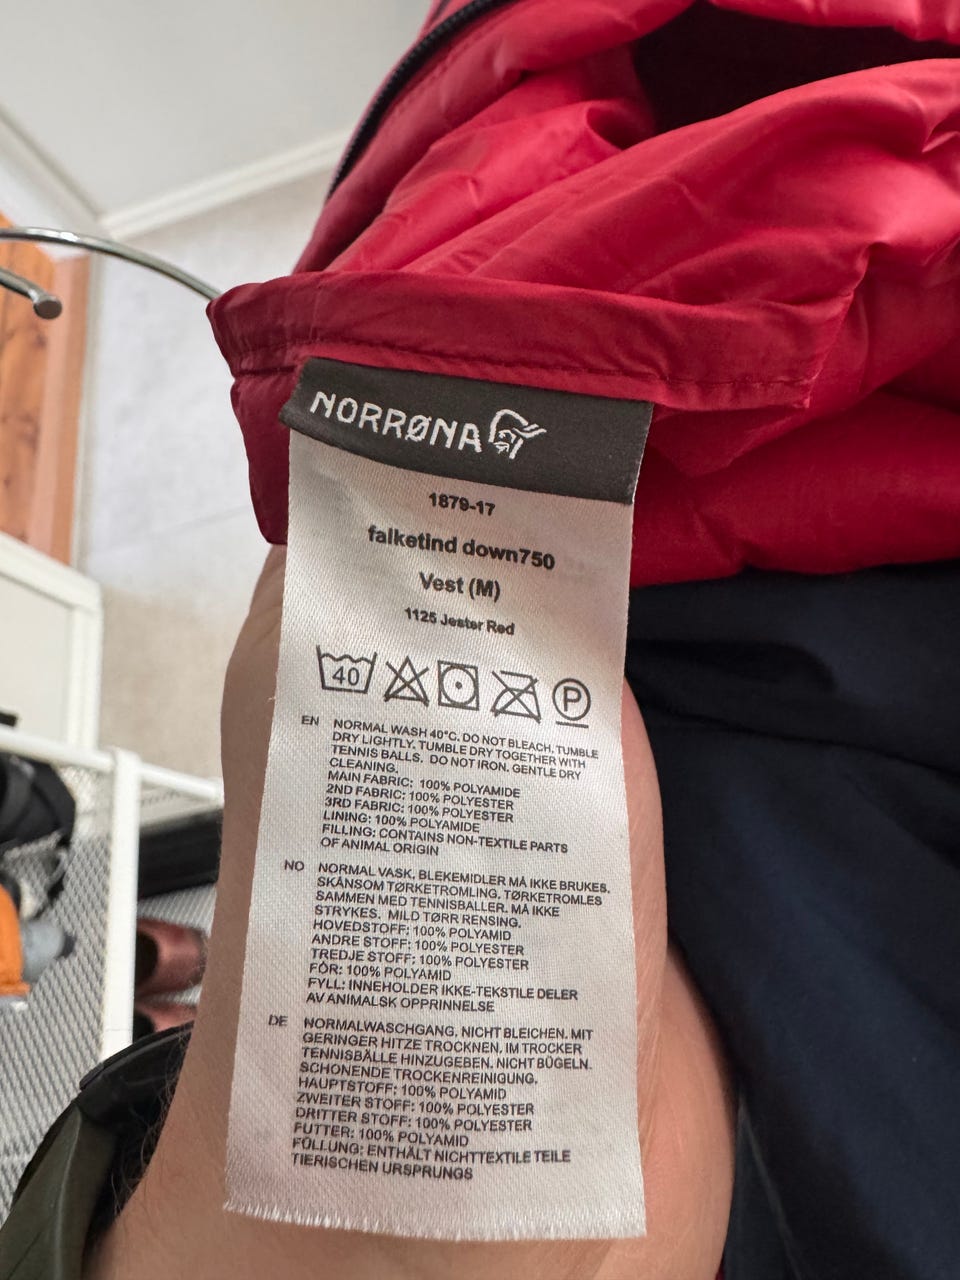 NORRØNA
1879-17
falketind down750
Vest (M)
1125 Jester Red
40 P
EN NORMAL WASH 40°C. DO NOT BLEACH. TUMBLE
DRY LIGHTLY. TUMBLE DRY TOGETHER WITH
TENNIS BALLS. DO NOT IRON. GENTLE DRY
CLEANING.
MAIN FABRIC: 100% POLYAMIDE
2ND FABRIC: 100% POLYESTER
3RD FABRIC: 100% POLYESTER
LINING: 100% POLYAMIDE
FILLING: CONTAINS NON-TEXTILE PARTS
OF ANIMAL ORIGIN
NO NORMAL VASK. BLEKEMIDLER MÅ IKKE BRUKES.
SKÅNSOM TØRKETROMLING. TØRKETROMLES
SAMMEN MED TENNISBALLER. MÅ IKKE
STRYKES. MILD TØRR RENSING.
HOVEDSTOFF: 100% POLYAMID
ANDRE STOFF: 100% POLYESTER
TREDJE STOFF: 100% POLYESTER
FÔR: 100% POLYAMID
FYLL: INNEHOLDER IKKE-TEKSTILE DELER
AV ANIMALSK OPPRINNELSE
DE NORMALWASCHGANG. NICHT BLEICHEN. MIT
GERINGER HITZE TROCKNEN. IM TROCKER
TENNISBÄLLE HINZUGEBEN. NICHT BÜGELN.
SCHONENDE TROCKENREINIGUNG.
HAUPTSTOFF: 100% POLYAMID
ZWEITER STOFF: 100% POLYESTER
DRITTER STOFF: 100% POLYESTER
FUTTER: 100% POLYAMID
FÜLLUNG: ENTHÄLT NICHTTEXTILE TEILE
TIERISCHEN URSPRUNGS